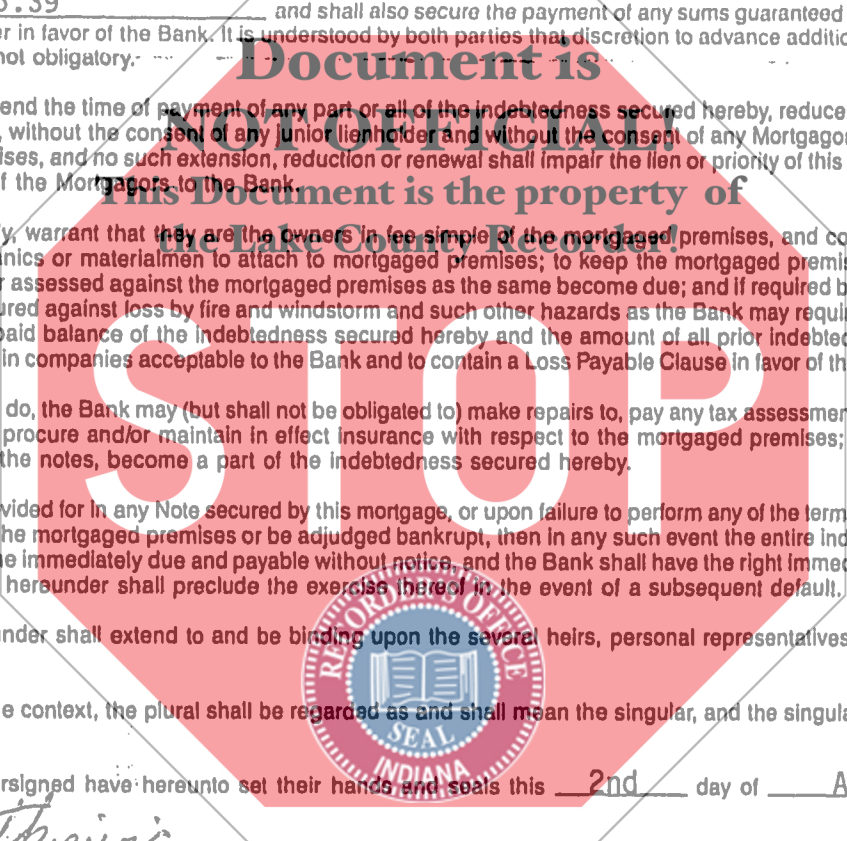 3.39 and shall also secure the payment of any sums guaranteed
er in favor of the Bank. It is understood by both parties that discretion to advance additio
not obligatory.
Document is
end the time of payment of any part or all of the indebtedness secured hereby, reduce
, without the consent of any junior lienholder and without the consent of any Mortgagor
NOT OFFICIAL!
ises, and no such extension, reduction or renewal shall impair the lien or priority of this
f the Mortgagors to the Bank.
This Document is the property of
y, warrant that they are the owners in fee simple of the mortgaged premises, and co
the Lake County Recorder!
nics or materialmen to attach to mortgaged premises; to keep the mortgaged premis
r assessed against the mortgaged premises as the same become due; and if required b
ured against loss by fire and windstorm and such other hazards as the Bank may requir
paid balance of the indebtedness secured hereby and the amount of all prior indebted
in companies acceptable to the Bank and to contain a Loss Payable Clause in favor of th
STOP
do, the Bank may (but shall not be obligated to) make repairs to, pay any tax assessmen
procure and/or maintain in effect insurance with respect to the mortgaged premises;
the notes, become a part of the indebtedness secured hereby.
vided for in any Note secured by this mortgage, or upon failure to perform any of the term
he mortgaged premises or be adjudged bankrupt, then in any such event the entire ind
e immediately due and payable without notice, and the Bank shall have the right immed
hereunder shall preclude the exercise thereof in the event of a subsequent default.
RECORDER'S OFFICE
under shall extend to and be binding upon the several heirs, personal representatives
e context, the plural shall be regarded as and shall mean the singular, and the singula
SEAL
INDIANA
rsigned have hereunto set their hands and seals this 2nd day of A